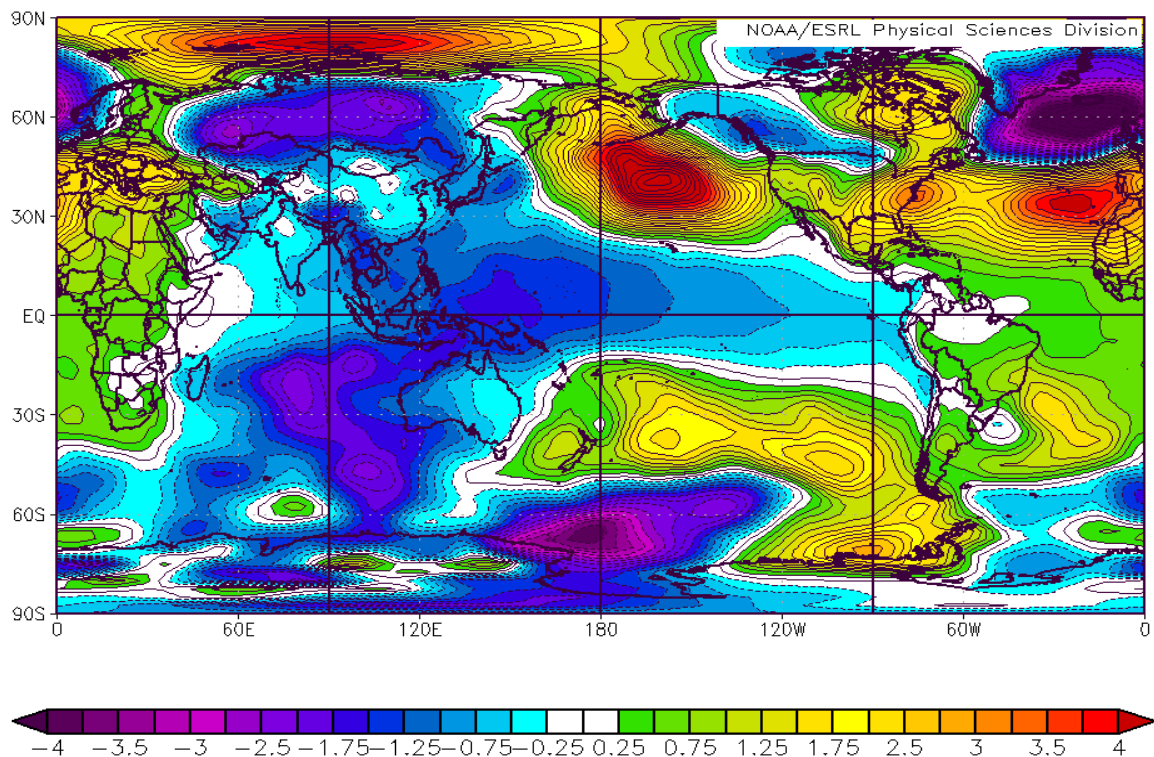 90N
NOAA/ESRL Physical Sciences Division
60N
30N
EQ
30S
60S
90S
0 60E 120E 180 120W 60W 0
-4 -3.5 -3 -2.5 -1.75 -1.25 -0.75 -0.25 0.25 0.75 1.25 1.75 2.5 3 3.5 4